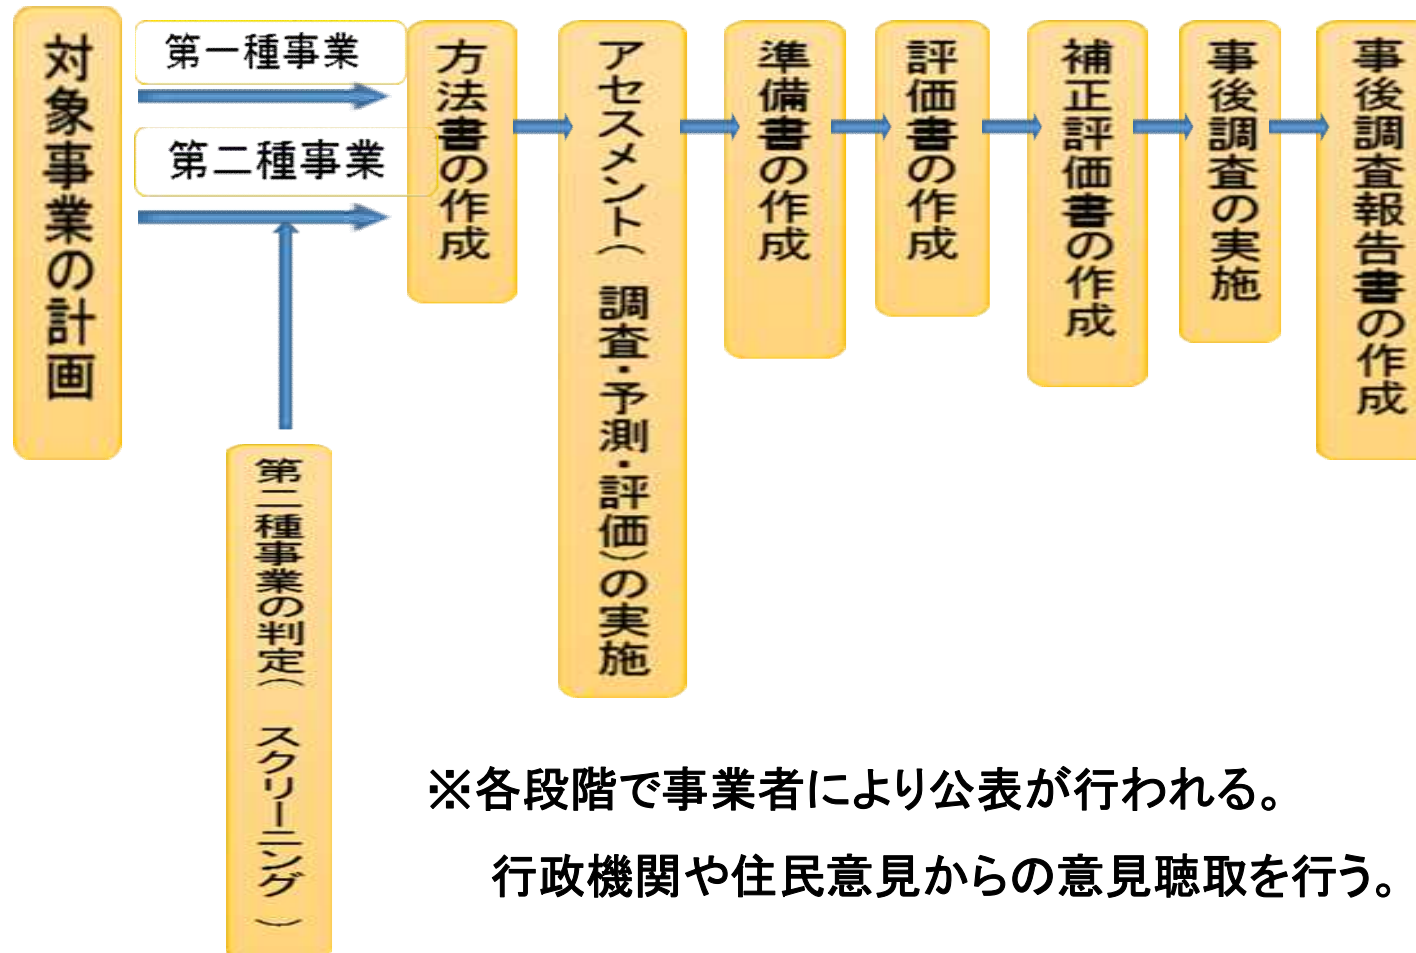 対象事業の計画
第一種事業
第二種事業
第二種事業の判定（スクリーニング）
方法書の作成
アセスメント（調査・予測・評価）の実施
準備書の作成
評価書の作成
補正評価書の作成
事後調査の実施
事後調査報告書の作成
※各段階で事業者により公表が行われる。
行政機関や住民意見からの意見聴取を行う。